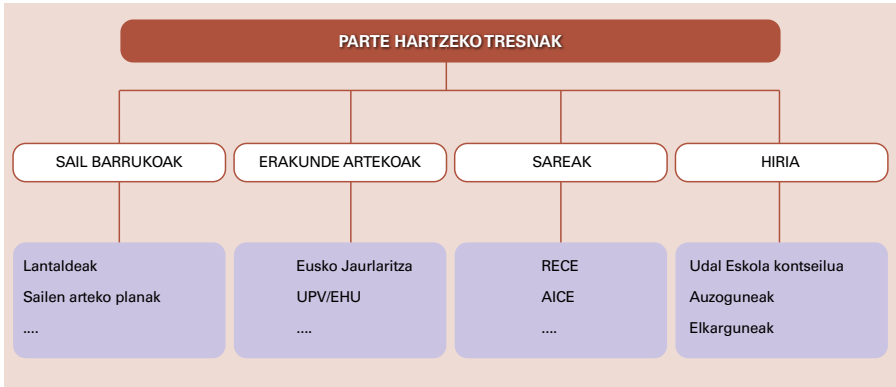 PARTE HARTZEKO TRESNAK
SAIL BARRUKOAK
ERAKUNDE ARTEKOAK
SAREAK
HIRIA
Lantaldeak
Sailen arteko planak
....
Eusko Jaurlaritza
UPV/EHU
....
RECE
AICE
....
Udal Eskola kontseilua
Auzoguneak
Elkarguneak